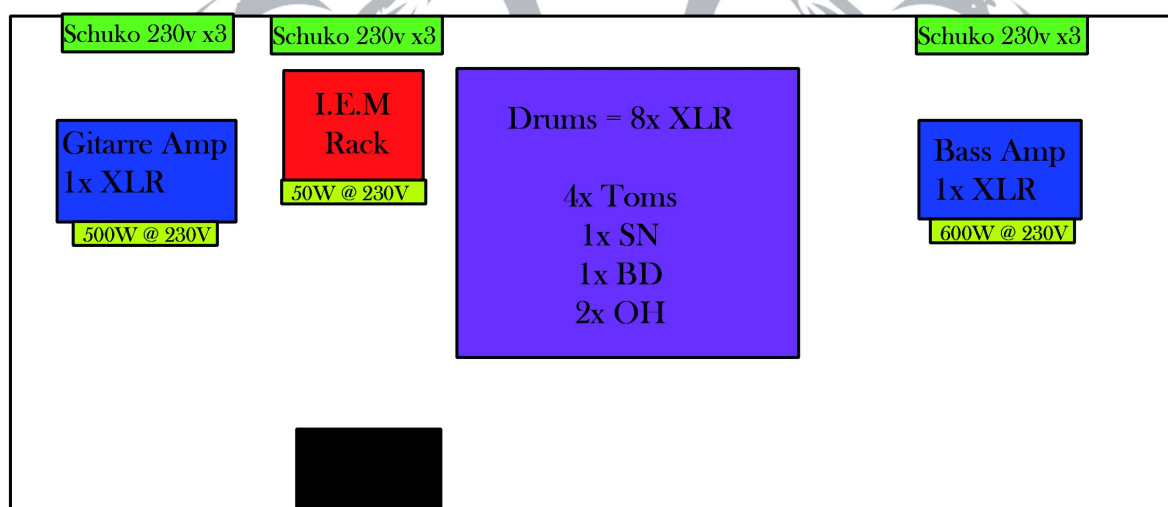 Schuko 230v x3
Schuko 230v x3
Schuko 230v x3
Gitarre Amp
1x XLR
500W @ 230V
I.E.M
Rack
50W @ 230V
Drums = 8x XLR
4x Toms
1x SN
1x BD
2x OH
Bass Amp
1x XLR
600W @ 230V